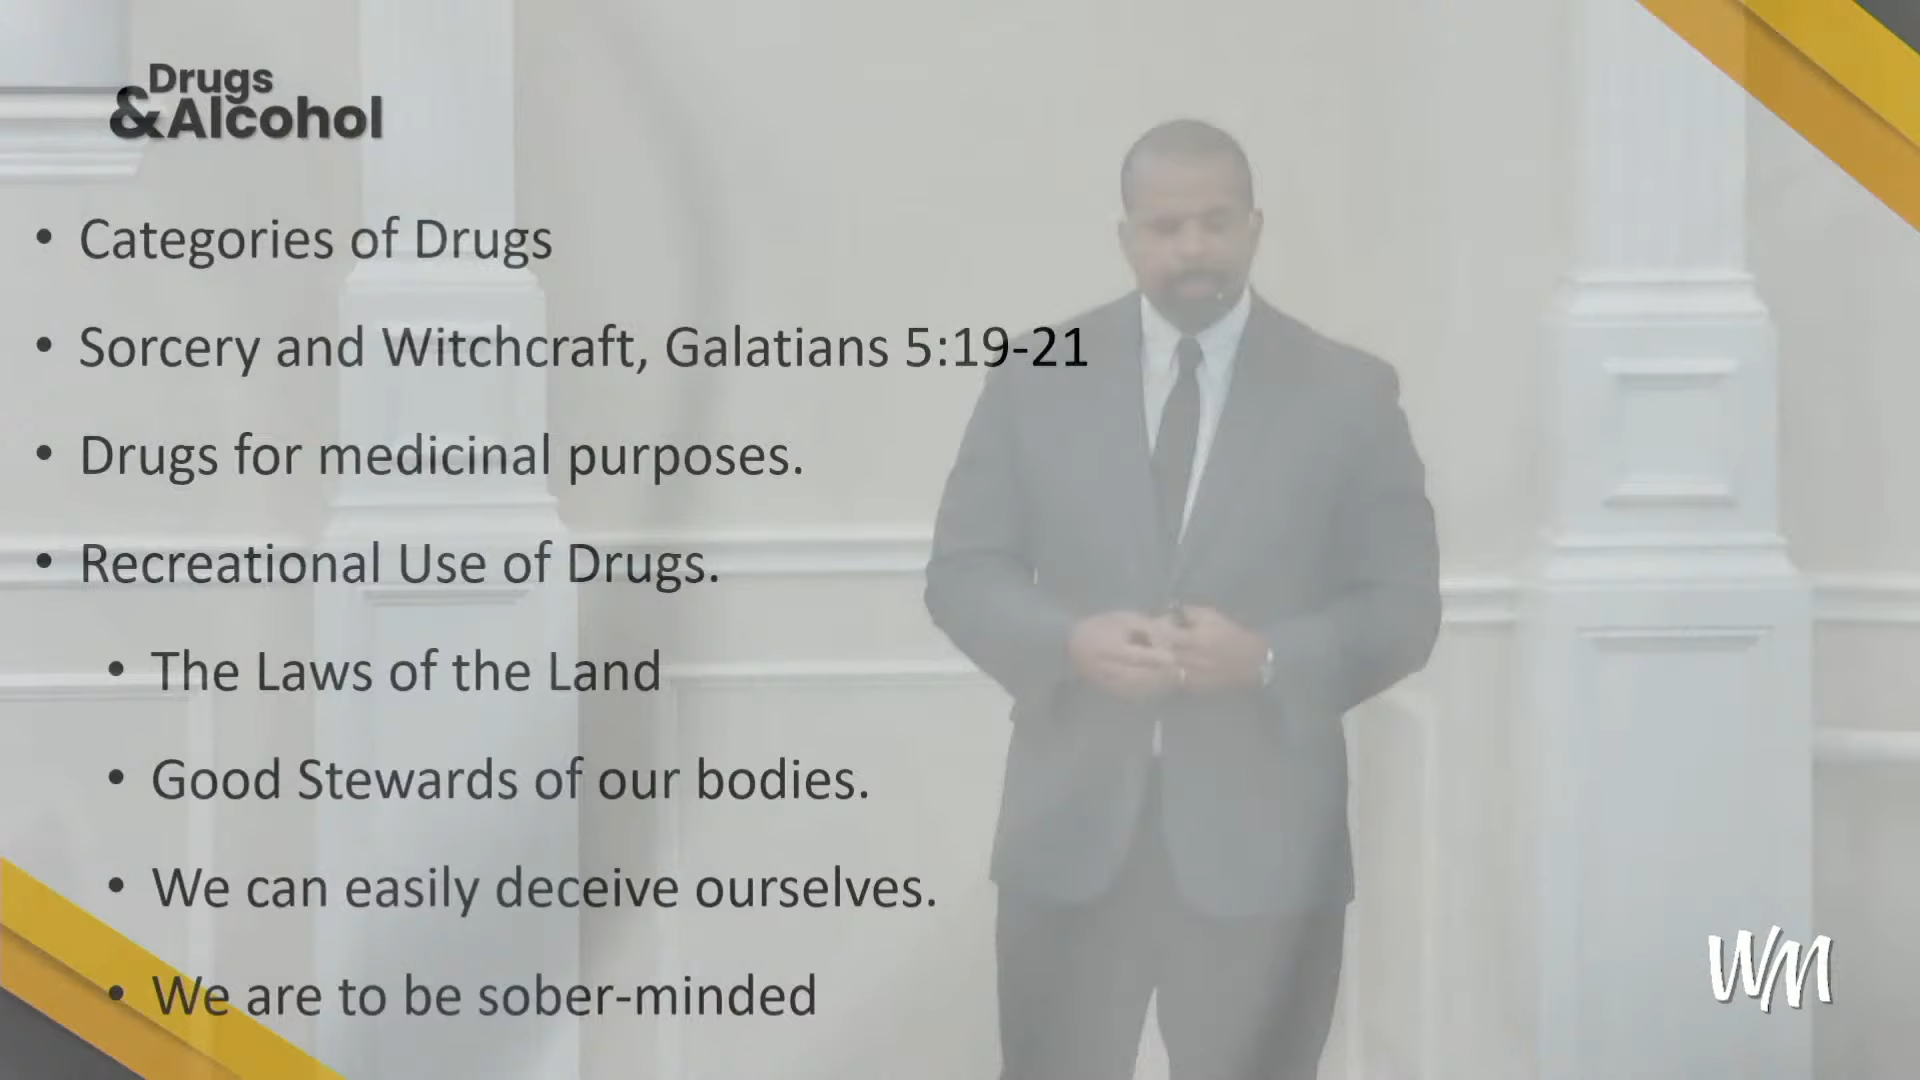 Drugs
&Alcohol
• Categories of Drugs
• Sorcery and Witchcraft, Galatians 5:19-21
• Drugs for medicinal purposes.
• Recreational Use of Drugs.
• The Laws of the Land
• Good Stewards of our bodies.
• We can easily deceive ourselves.
• We are to be sober-minded
WM